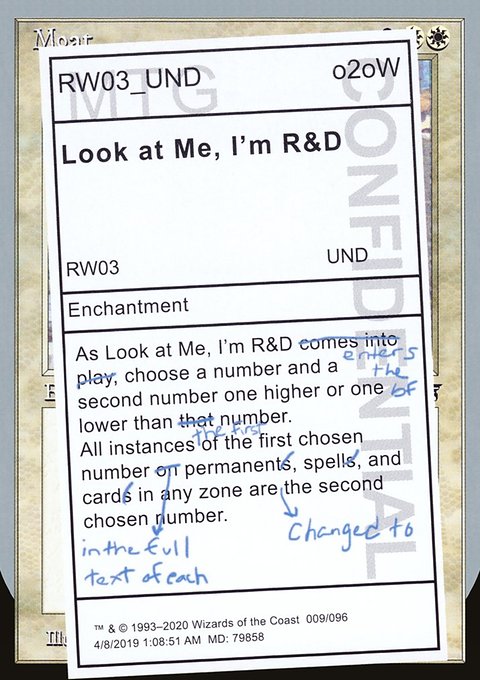 Moat
RW03_UND o2oW
MTG
CONFIDENTIAL
Look at Me, I'm R&D
RW03 UND
Enchantment
As Look at Me, I'm R&D comes into
enters
the
bf
play, choose a number and a
second number one higher or one
lower than that number.
the first
All instances of the first chosen
number on permanents, spells, and
cards in any zone are the second
chosen number.
changed to
in the full
text of each
™ & © 1993–2020 Wizards of the Coast 009/096
4/8/2019 1:08:51 AM MD: 79858